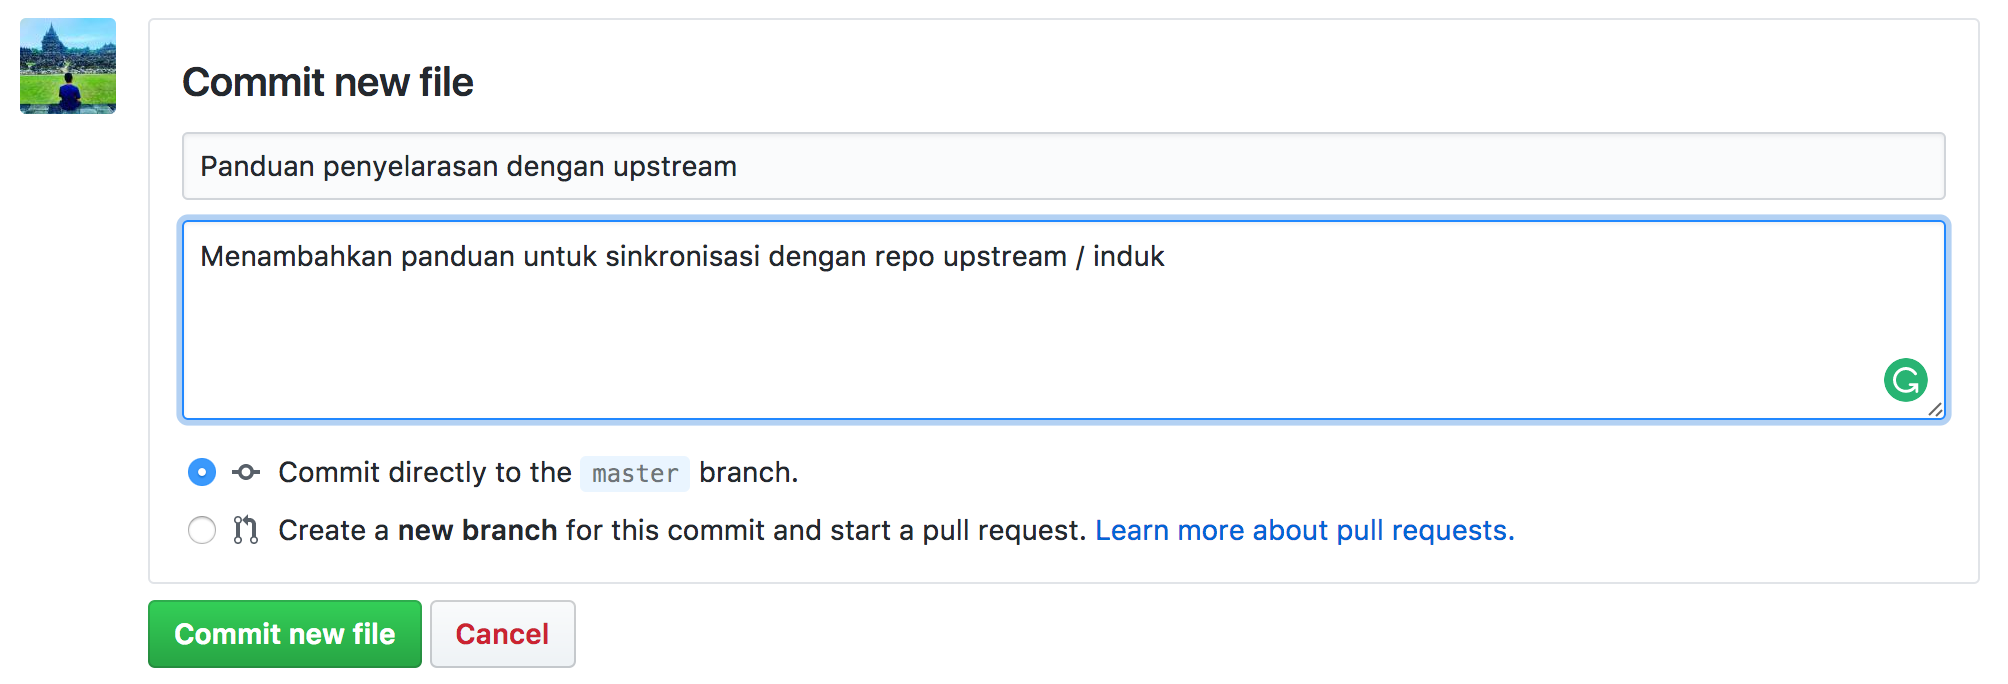 Commit new file
Panduan penyelarasan dengan upstream
Menambahkan panduan untuk sinkronisasi dengan repo upstream / induk
Commit directly to the master branch.
Create a new branch for this commit and start a pull request. Learn more about pull requests.
Commit new file
Cancel